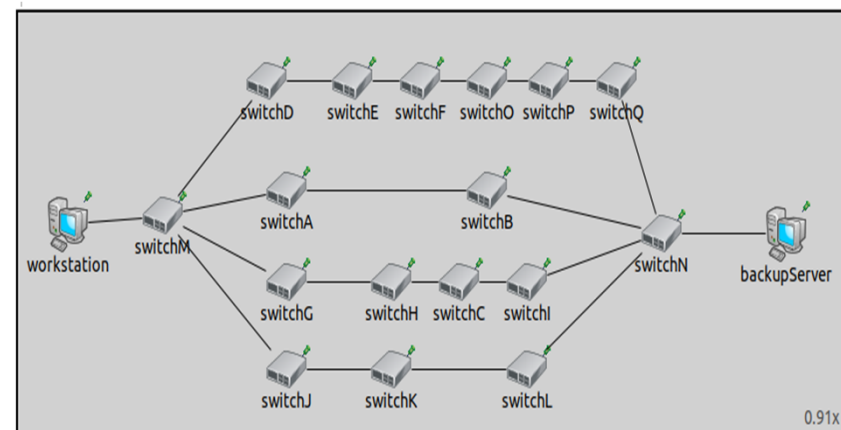 switchD switchE switchF switchO switchP switchQ
switchA switchB
workstation switchM switchN backupServer
switchG switchH switchC switchI
switchJ switchK switchL
0.91x